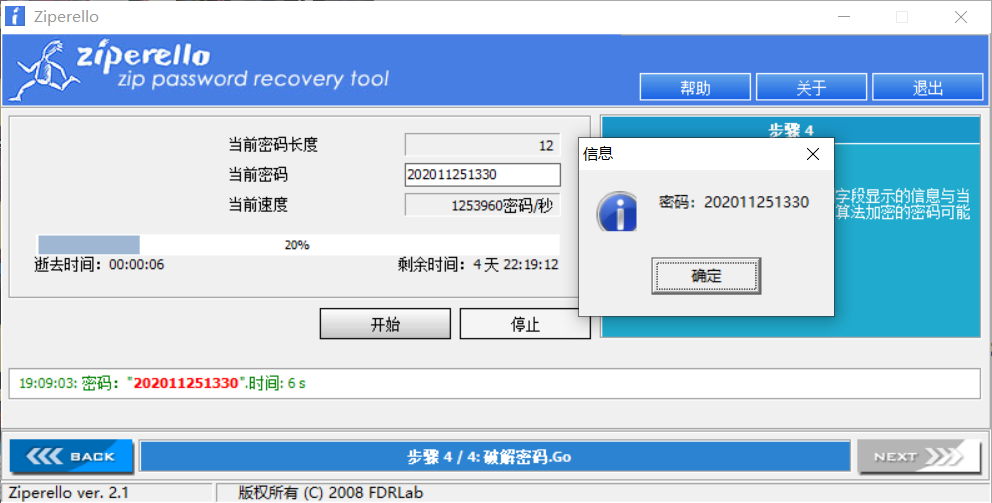 Ziperello
ziperello
zip password recovery tool
帮助
关于
退出
当前密码长度
12
当前密码
202011251330
当前速度
1253960密码/秒
20%
逝去时间：00:00:06
剩余时间：4 天 22:19:12
开始
停止
步骤 4
字段显示的信息与当
算法加密的密码可能
信息
密码：202011251330
确定
19:09:03: 密码："202011251330".时间: 6 s
BACK
步骤 4 / 4: 破解密码.Go
NEXT
Ziperello ver. 2.1
版权所有 (C) 2008 FDRLab